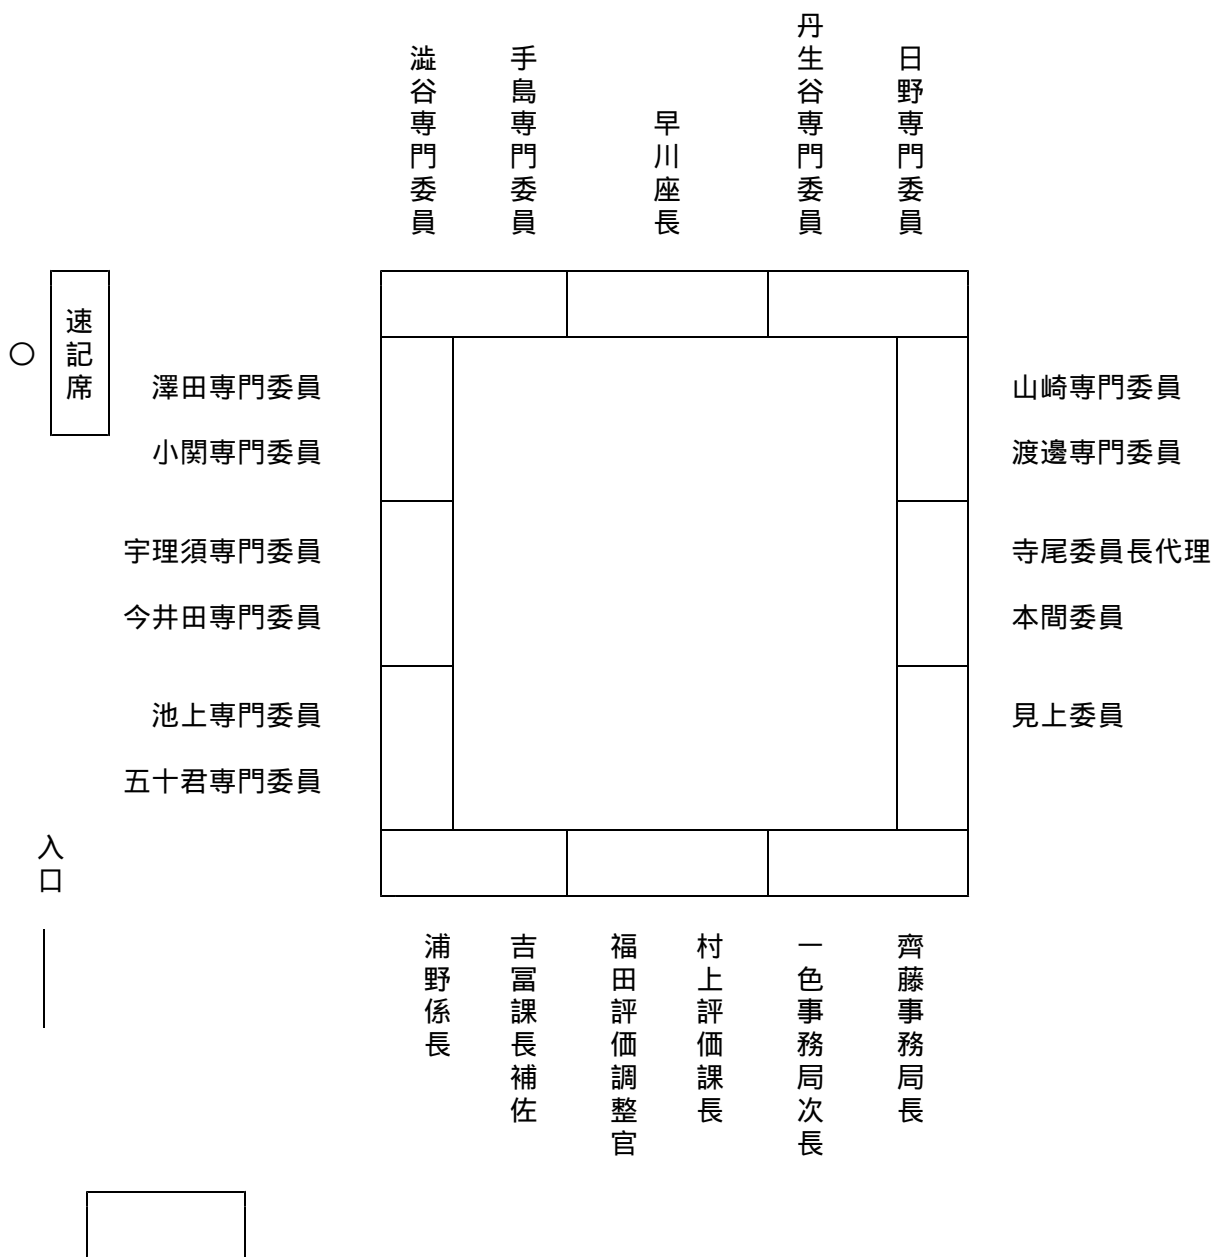 澁谷専門委員
手島専門委員
早川座長
丹生谷専門委員
日野専門委員
速記席
○
澤田専門委員
小関専門委員
宇理須専門委員
今井田専門委員
池上専門委員
五十君専門委員
山崎専門委員
渡邊専門委員
寺尾委員長代理
本間委員
見上委員
入口
浦野係長
吉冨課長補佐
福田評価調整官
村上評価課長
一色事務局次長
齊藤事務局長